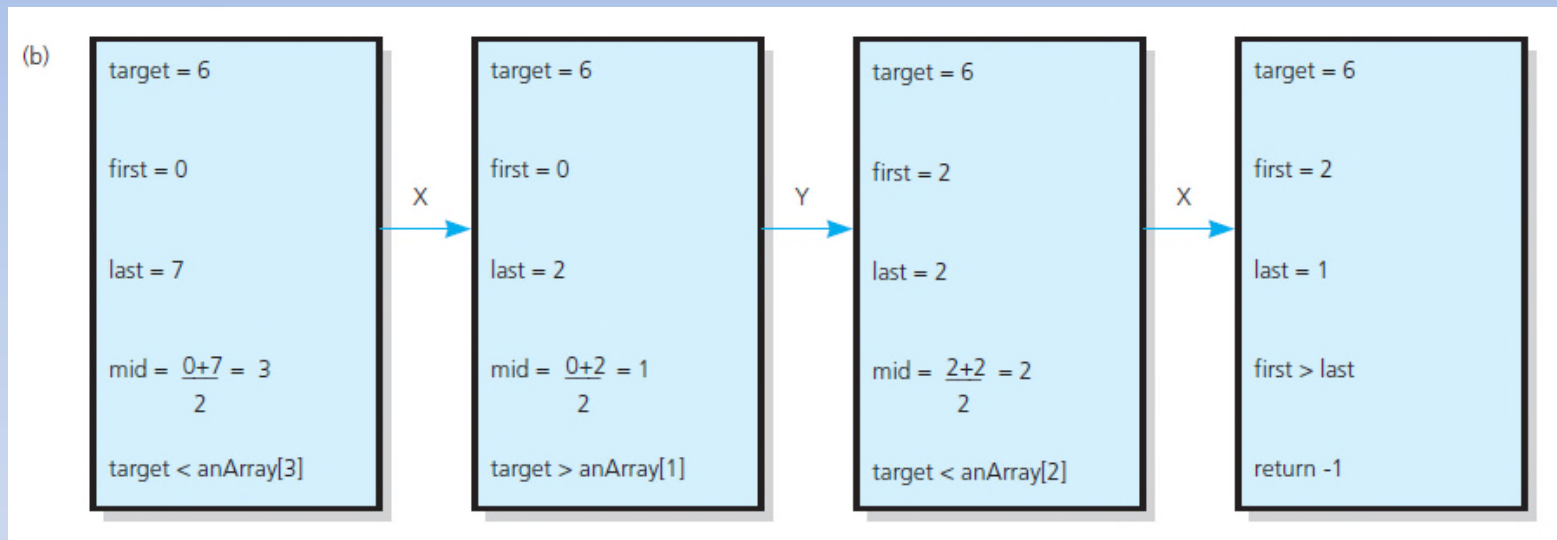 (b)
target = 6
first = 0
last = 7
mid = 0+7 = 3
2
target < anArray[3]
X
target = 6
first = 0
last = 2
mid = 0+2 = 1
2
target > anArray[1]
Y
target = 6
first = 2
last = 2
mid = 2+2 = 2
2
target < anArray[2]
X
target = 6
first = 2
last = 1
first > last
return -1